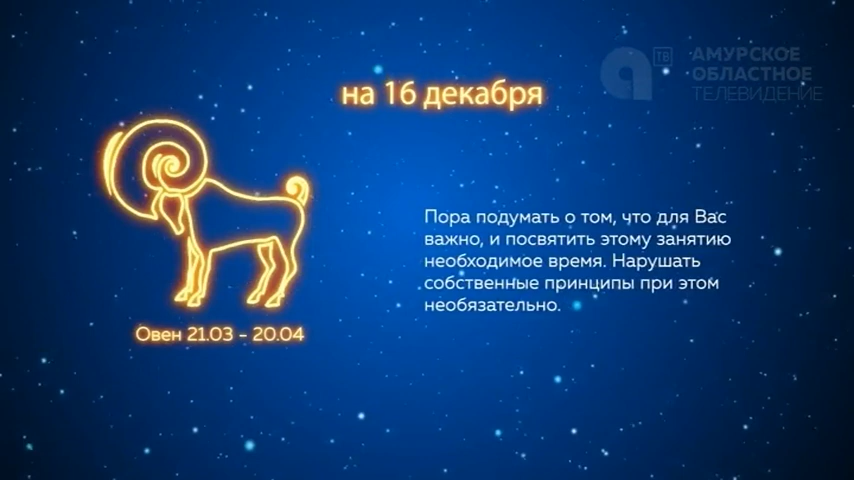 ТВ
АМУРСКОЕ
ОБЛАСТНОЕ
ТЕЛЕВИДЕНИЕ
на 16 декабря
Пора подумать о том, что для Вас
важно, и посвятить этому занятию
необходимое время. Нарушать
собственные принципы при этом
необязательно.
Овен 21.03 - 20.04